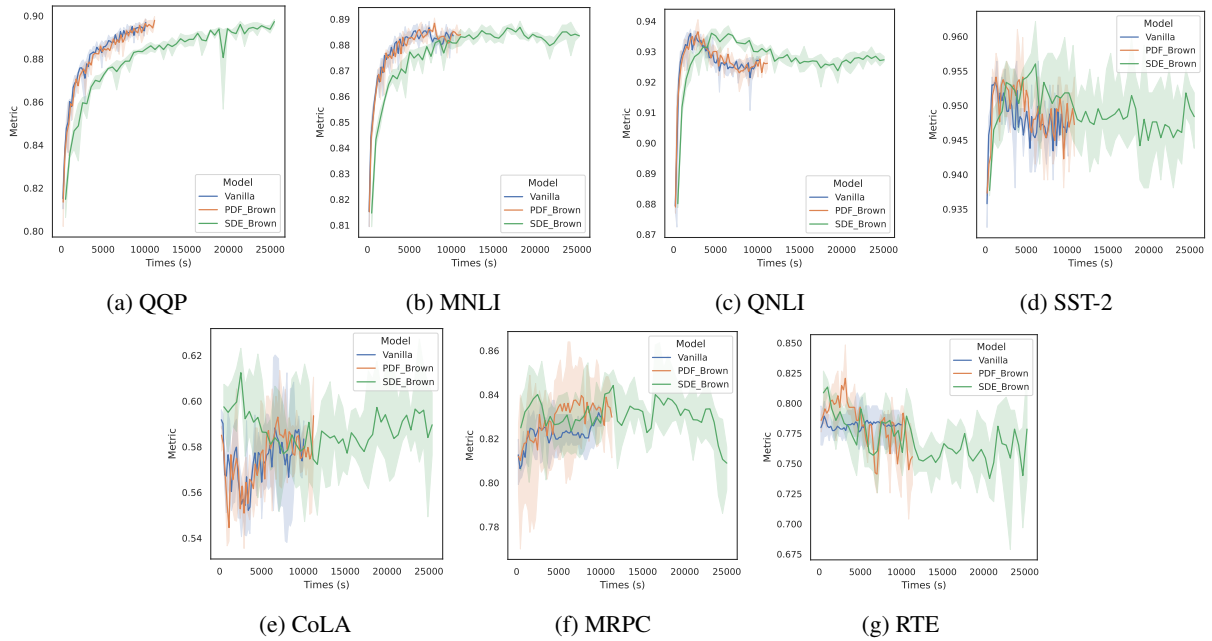 0.90
0.88
0.86
0.84
0.82
0.80
Metric
Model
Vanilla
PDF_Brown
SDE_Brown
0 5000 10000 15000 20000 25000
Times (s)
(a) QQP
0.89
0.88
0.87
0.86
0.85
0.84
0.83
0.82
0.81
Metric
Model
Vanilla
PDF_Brown
SDE_Brown
0 5000 10000 15000 20000 25000
Times (s)
(b) MNLI
0.94
0.93
0.92
0.91
0.90
0.89
0.88
0.87
Metric
Model
Vanilla
PDF_Brown
SDE_Brown
0 5000 10000 15000 20000 25000
Times (s)
(c) QNLI
0.960
0.955
0.950
0.945
0.940
0.935
Metric
Model
Vanilla
PDF_Brown
SDE_Brown
0 5000 10000 15000 20000 25000
Times (s)
(d) SST-2
0.62
0.60
0.58
0.56
0.54
Metric
Model
Vanilla
PDF_Brown
SDE_Brown
0 5000 10000 15000 20000 25000
Times (s)
(e) CoLA
0.86
0.84
0.82
0.80
0.78
Metric
Model
Vanilla
PDF_Brown
SDE_Brown
0 5000 10000 15000 20000 25000
Times (s)
(f) MRPC
0.850
0.825
0.800
0.775
0.750
0.725
0.700
0.675
Metric
Model
Vanilla
PDF_Brown
SDE_Brown
0 5000 10000 15000 20000 25000
Times (s)
(g) RTE